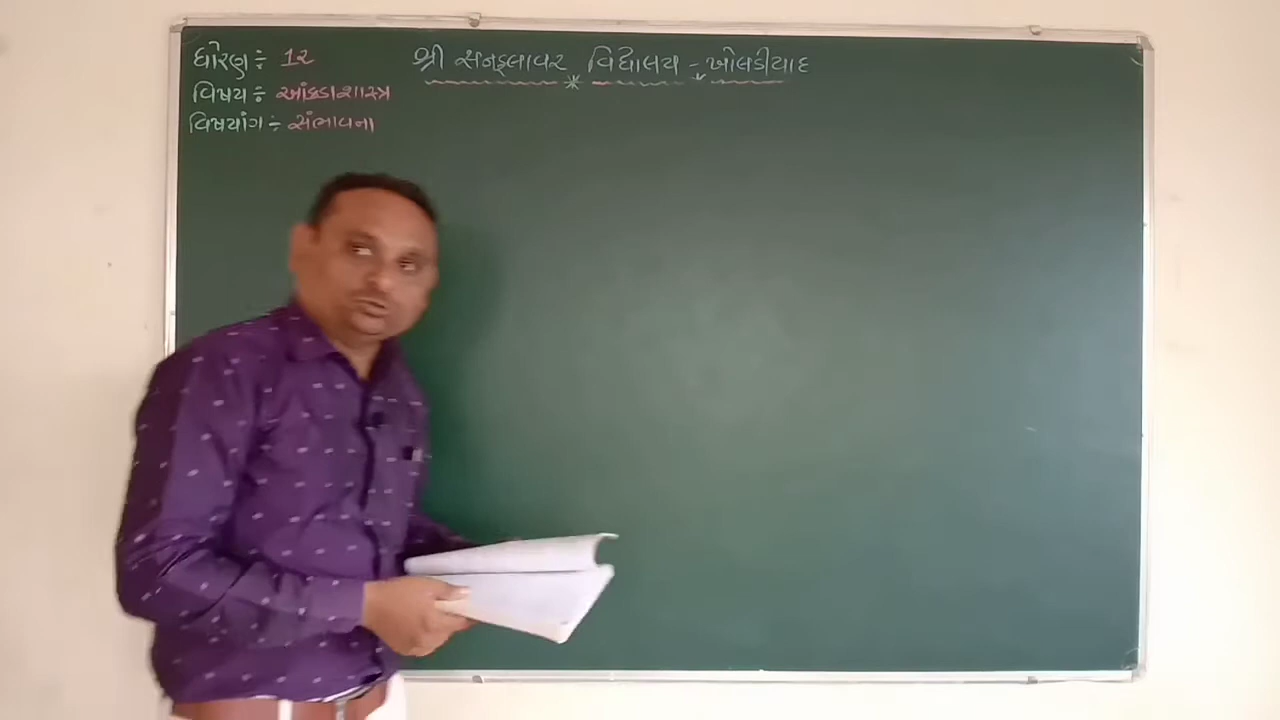 ધોરણ ÷ 12
શ્રી સનફ્લાવર વિદ્યાલય - ખોલડીયાદ
વિષય ÷ આંકડાશાસ્ત્ર
વિષયાંગ ÷ સંભાવના